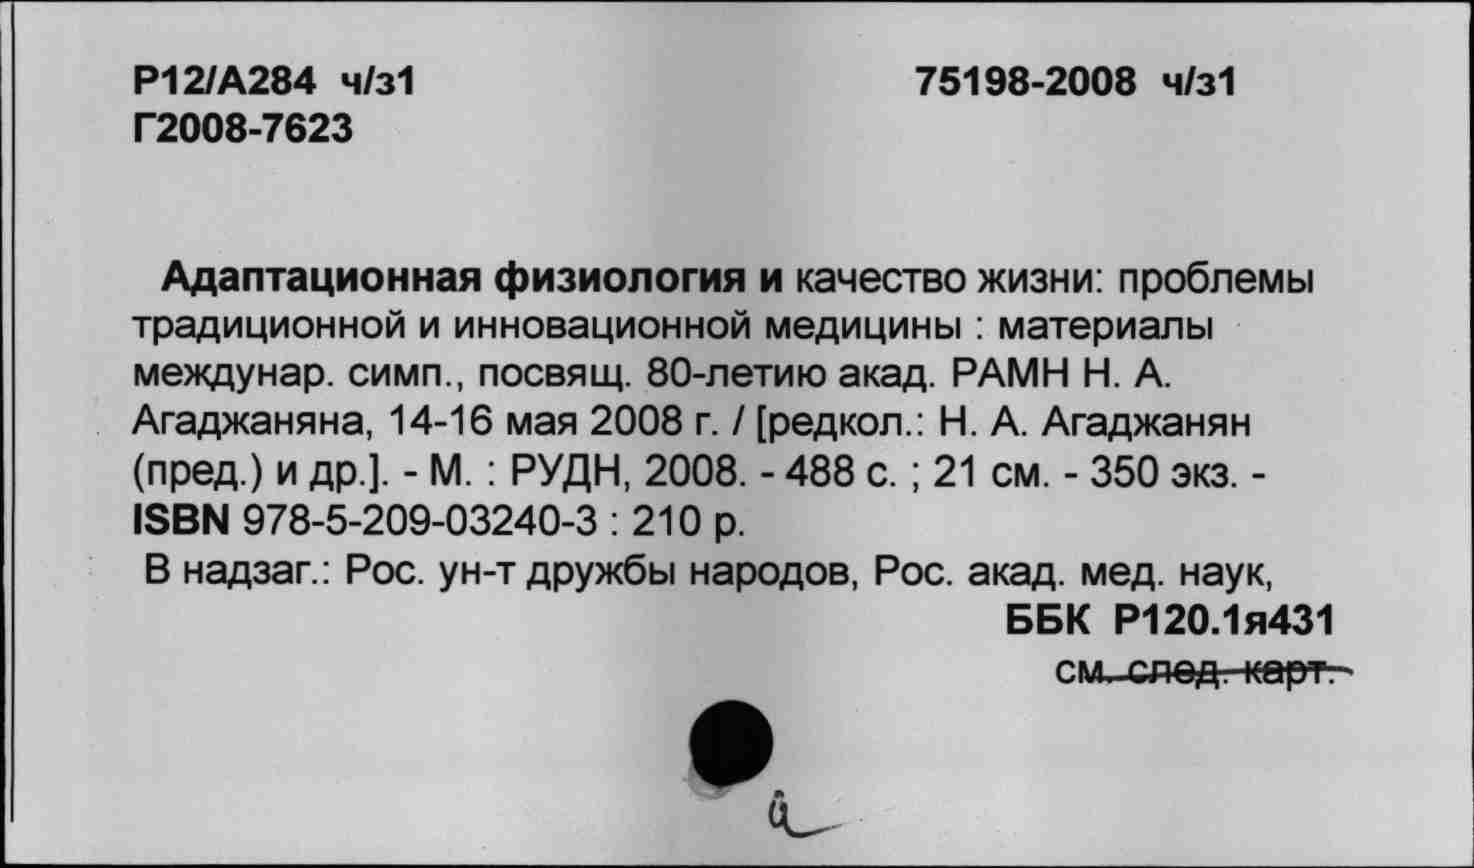 Р12/А284 ч/з1 75198-2008 ч/з1
Г2008-7623
Адаптационная физиология и качество жизни: проблемы
традиционной и инновационной медицины : материалы
междунар. симп., посвящ. 80-летию акад. РАМН Н. А.
Агаджаняна, 14-16 мая 2008 г. / [редкол.: Н. А. Агаджанян
(пред.) и др.]. - М. : РУДН, 2008. - 488 с. ; 21 см. - 350 экз. -
ISBN 978-5-209-03240-3 : 210 р.
В надзаг.: Рос. ун-т дружбы народов, Рос. акад. мед. наук,
ББК Р120.1я431
см. след. карт.